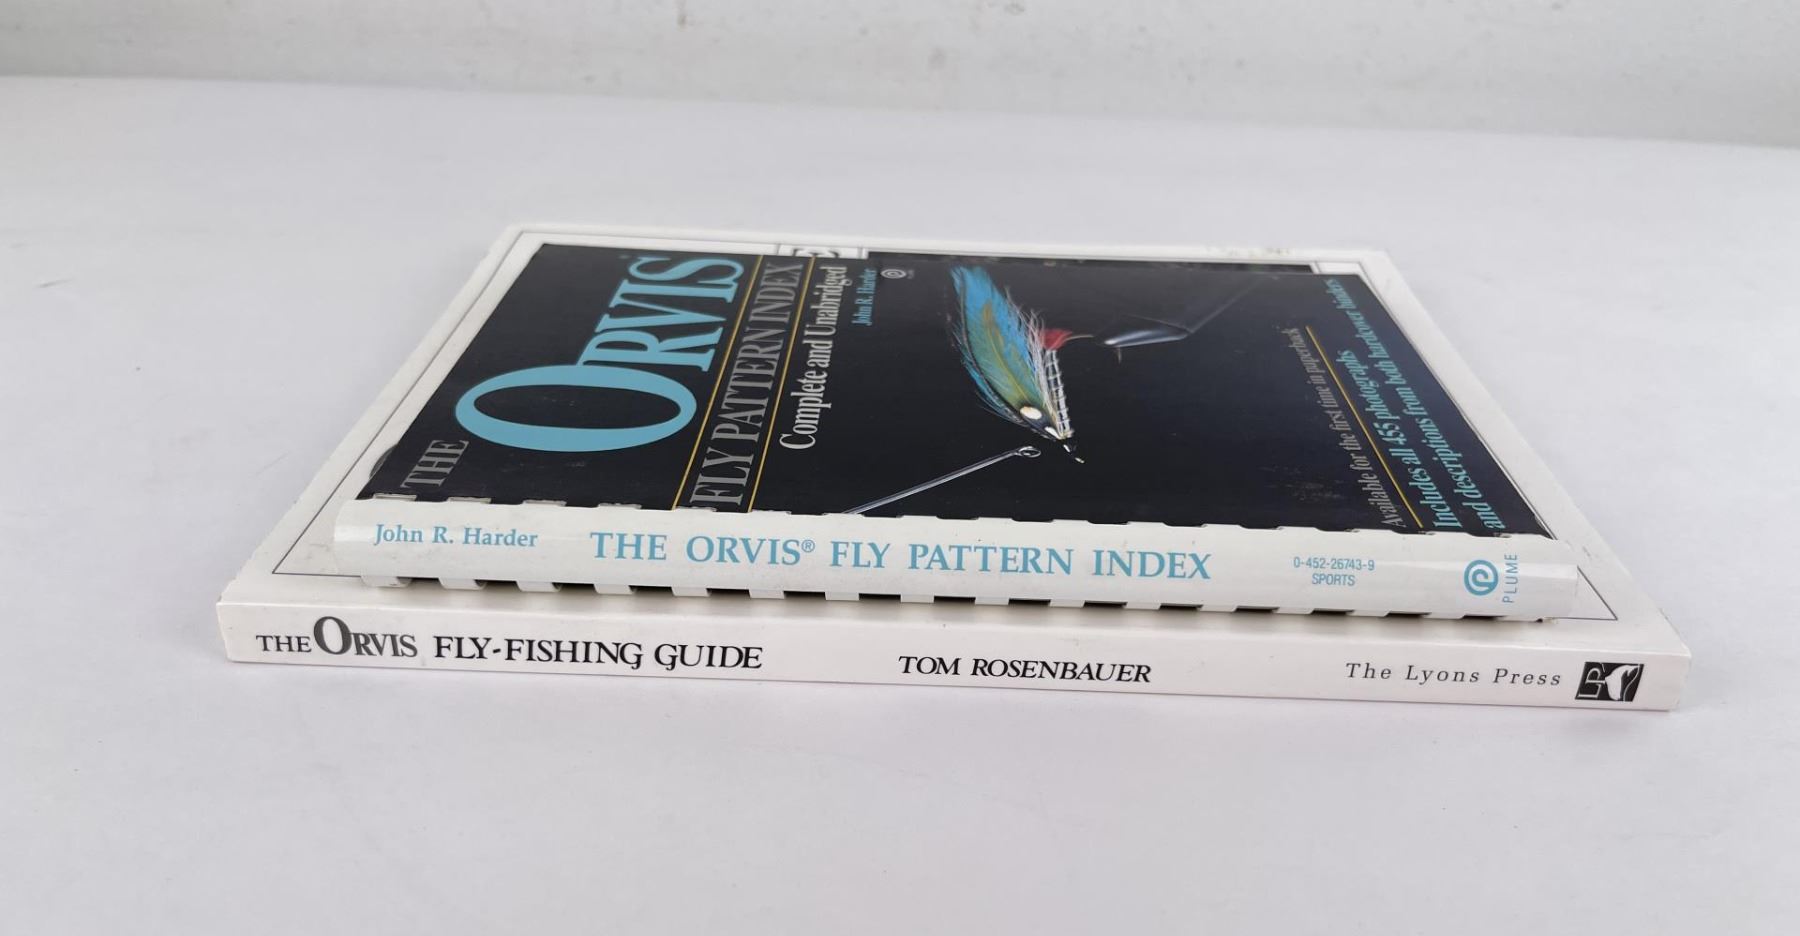 THE
ORVIS
FLY PATTERN INDEX
Complete and Unabridged
John R. Harder
Available for the first time in paperback
Includes all 455 photographs
and descriptions from both hardcover binders
John R. Harder THE ORVIS® FLY PATTERN INDEX 0-452-26743-9
SPORTS
PLUME
THE ORVIS FLY-FISHING GUIDE TOM ROSENBAUER The Lyons Press LP